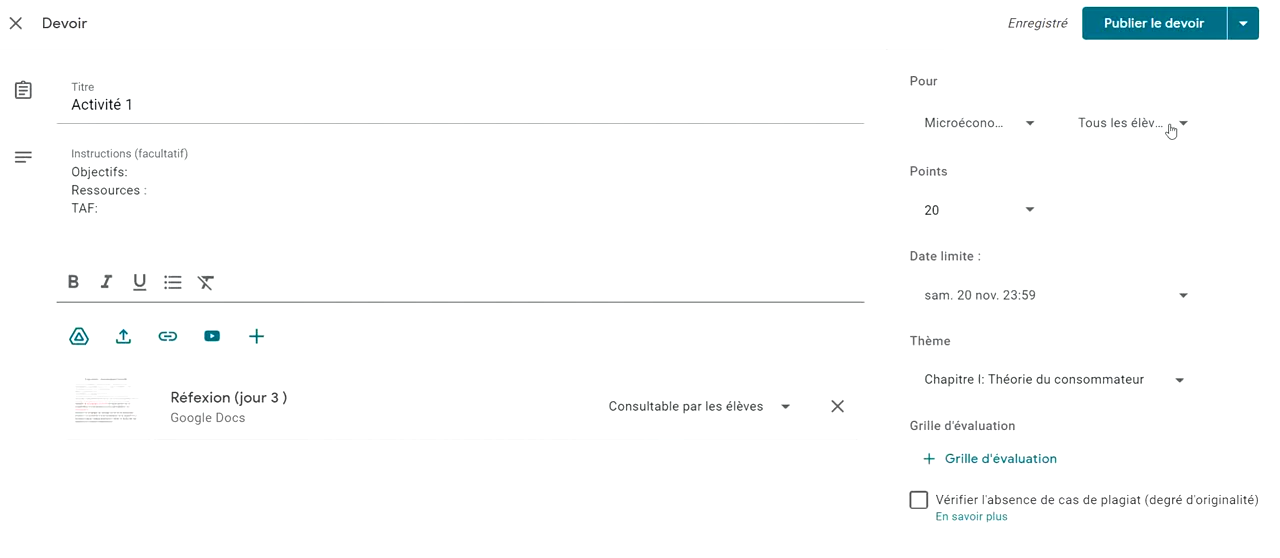 Devoir
Enregistré
Publier le devoir
Titre
Activité 1
Instructions (facultatif)
Objectifs:
Ressources :
TAF:
B I U
Réfexion (jour 3 )
Google Docs
Consultable par les élèves
Pour
Microécono...
Tous les élèv...
Points
20
Date limite :
sam. 20 nov. 23:59
Thème
Chapitre I: Théorie du consommateur
Grille d'évaluation
+ Grille d'évaluation
Vérifier l'absence de cas de plagiat (degré d'originalité)
En savoir plus